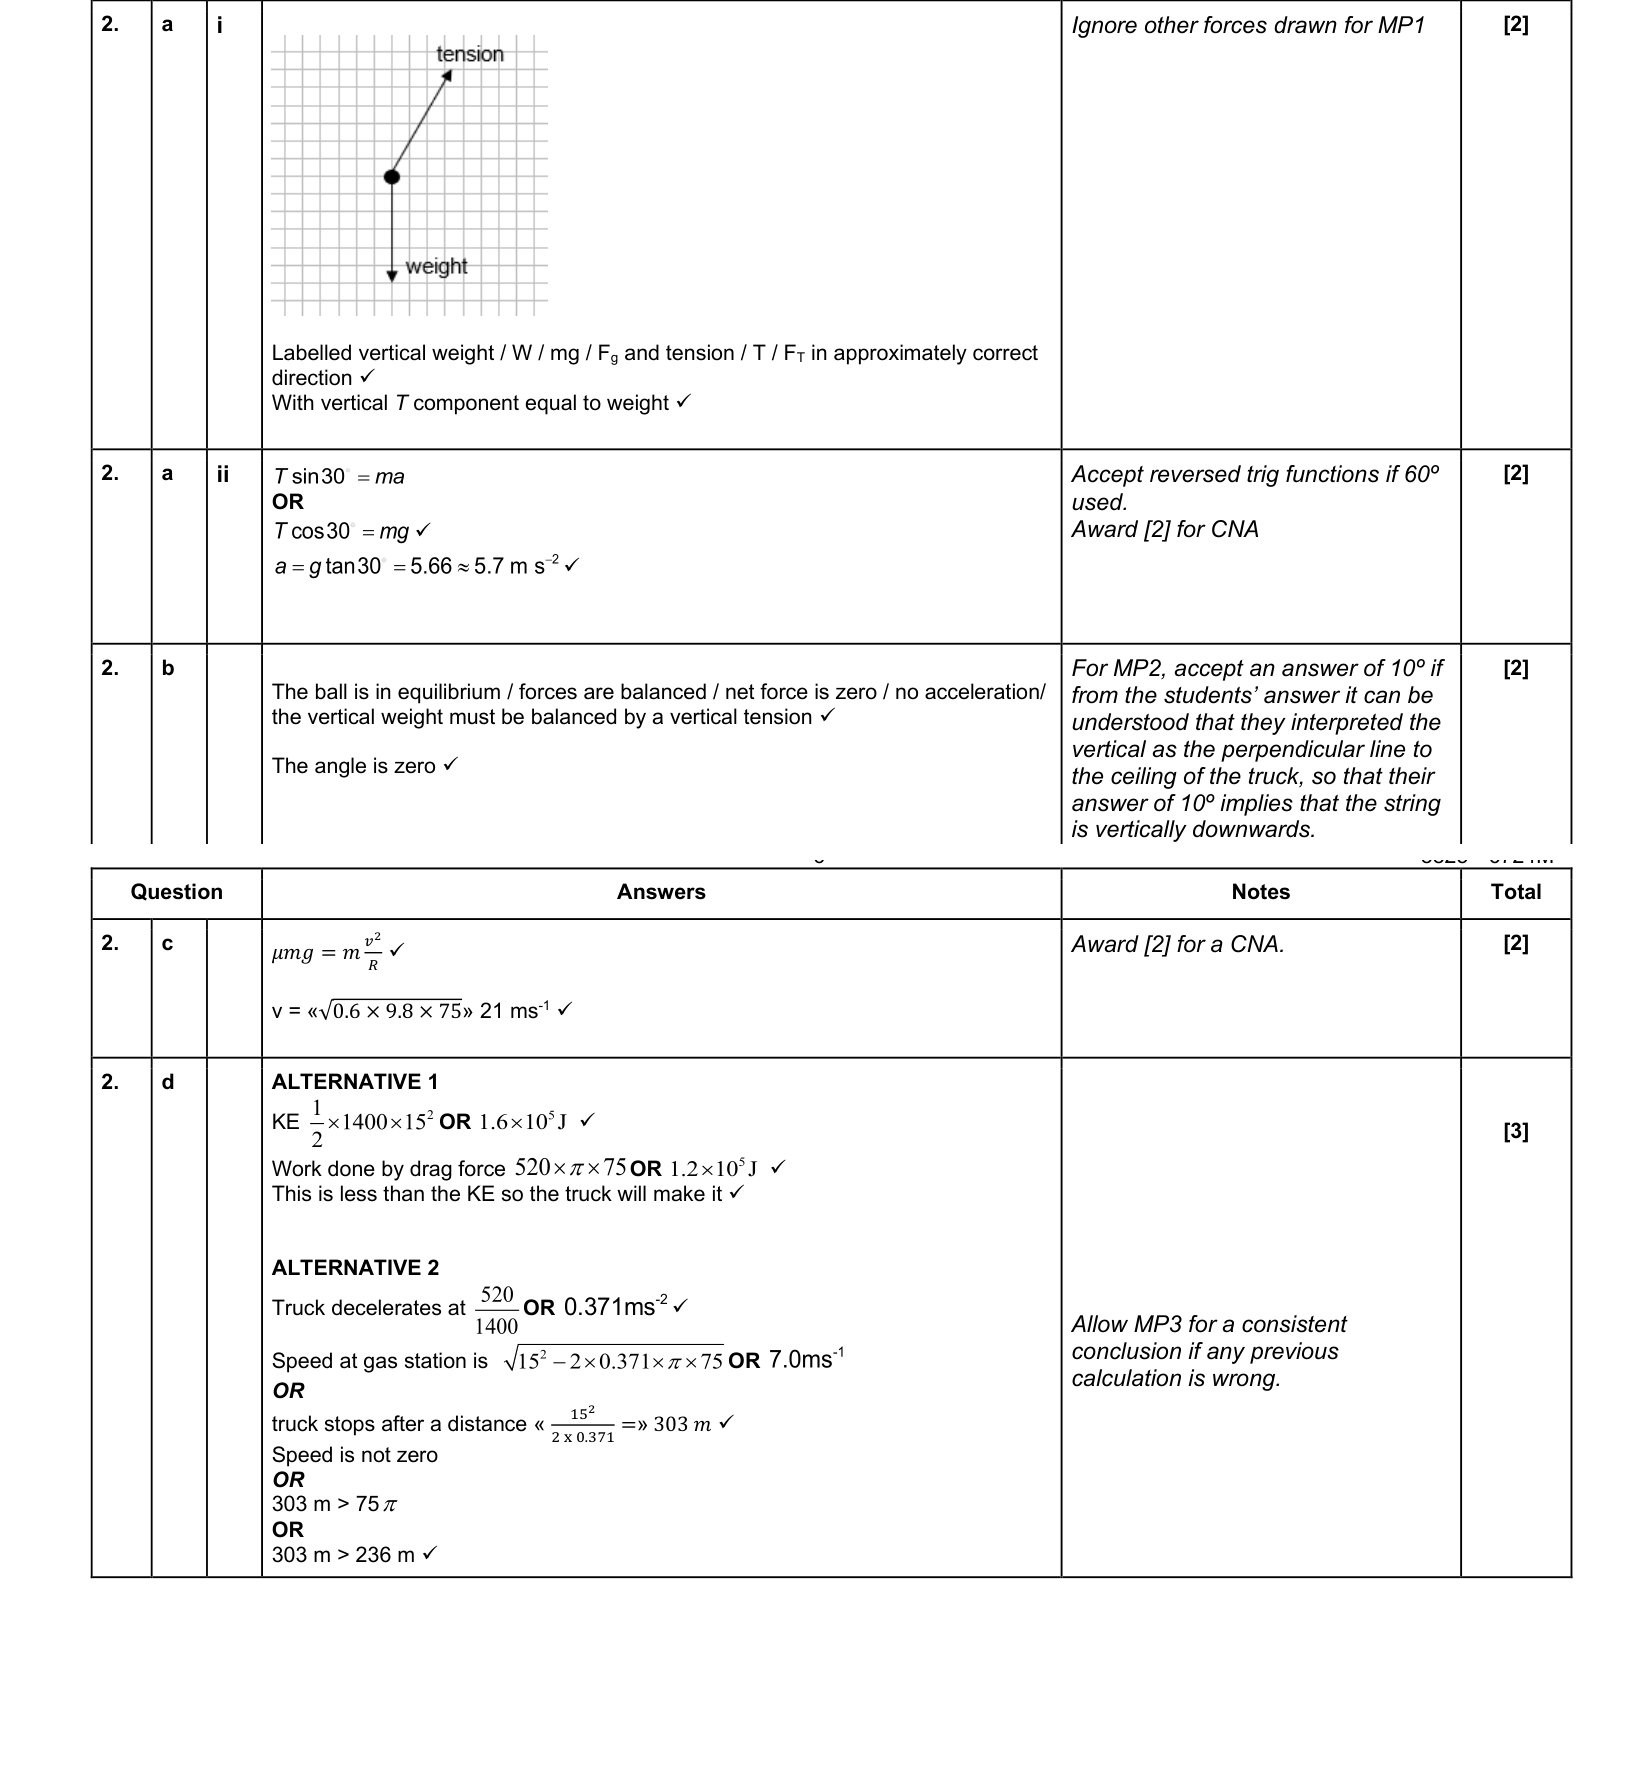 2. a i
Ignore other forces drawn for MP1
[2]
tension
weight
Labelled vertical weight / W / mg / Fg and tension / T / FT in approximately correct
direction ✓
With vertical T component equal to weight ✓
2. a ii
T sin30° = ma
OR
T cos30° = mg ✓
a = g tan30° = 5.66 ≈ 5.7 m s⁻² ✓
Accept reversed trig functions if 60º
used.
Award [2] for CNA
[2]
2. b
The ball is in equilibrium / forces are balanced / net force is zero / no acceleration/
the vertical weight must be balanced by a vertical tension ✓
The angle is zero ✓
For MP2, accept an answer of 10º if
from the students’ answer it can be
understood that they interpreted the
vertical as the perpendicular line to
the ceiling of the truck, so that their
answer of 10º implies that the string
is vertically downwards.
[2]
Question Answers Notes Total
2. c
μmg = m v²/R ✓
v = «√0.6 × 9.8 × 75» 21 ms⁻¹ ✓
Award [2] for a CNA.
[2]
2. d
ALTERNATIVE 1
KE 1/2 ×1400×15² OR 1.6×10⁵ J ✓
Work done by drag force 520×π×75 OR 1.2×10⁵ J ✓
This is less than the KE so the truck will make it ✓
[3]
ALTERNATIVE 2
Truck decelerates at 520/1400 OR 0.371ms⁻² ✓
Speed at gas station is √15² − 2×0.371×π×75 OR 7.0ms⁻¹
OR
truck stops after a distance « 15²/2 x 0.371 =» 303 m ✓
Speed is not zero
OR
303 m > 75π
OR
303 m > 236 m ✓
Allow MP3 for a consistent
conclusion if any previous
calculation is wrong.